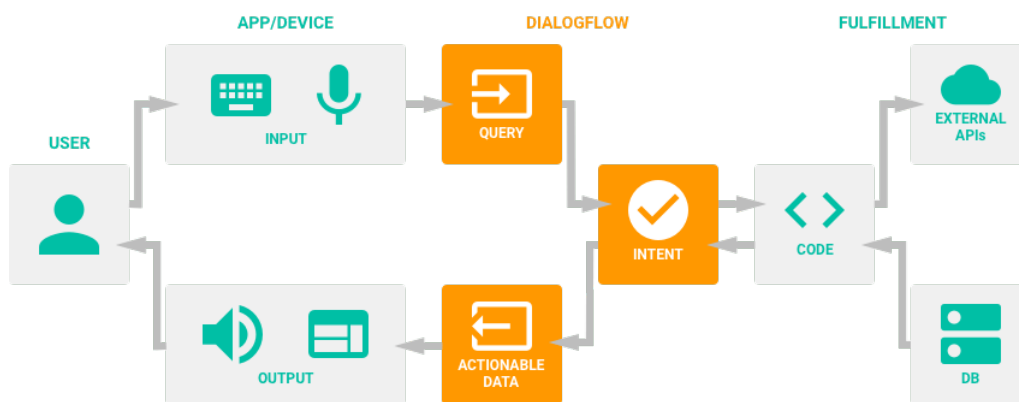 APP/DEVICE
DIALOGFLOW
FULFILLMENT
USER
INPUT
QUERY
EXTERNAL
APIs
INTENT
CODE
OUTPUT
ACTIONABLE
DATA
DB